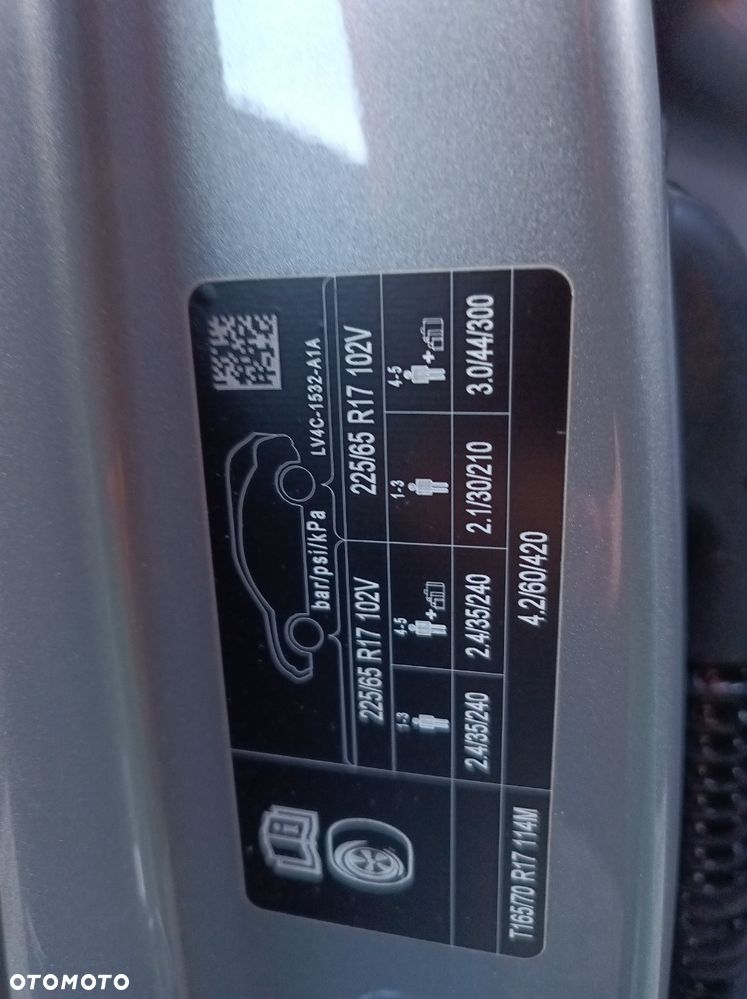 LV4C-1532-A1A
bar/psi/kPa
225/65 R17 102V 225/65 R17 102V
1-3 4-5 + 1-3 4-5 +
2.4/35/240 2.4/35/240 2.1/30/210 3.0/44/300
T165/70 R17 114M 4.2/60/420
OTOMOTO